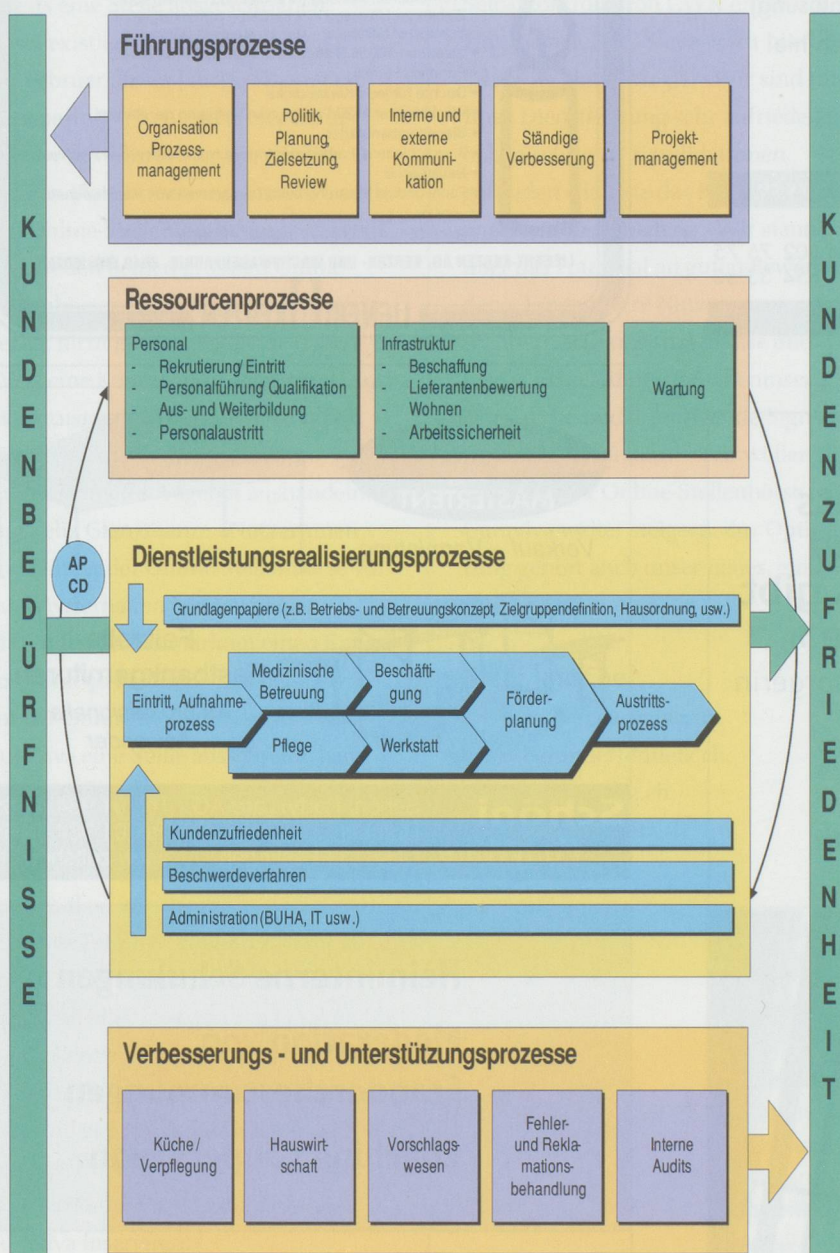 KUNDENBEDÜRFNISSE
Führungsprozesse
Organisation
Prozess-
management
Politik,
Planung,
Zielsetzung,
Review
Interne und
externe
Kommuni-
kation
Ständige
Verbesserung
Projekt-
management
Ressourcenprozesse
Personal
- Rekrutierung/ Eintritt
- Personalführung/ Qualifikation
- Aus- und Weiterbildung
- Personalaustritt
Infrastruktur
- Beschaffung
- Lieferantenbewertung
- Wohnen
- Arbeitssicherheit
Wartung
AP
CD
Dienstleistungsrealisierungsprozesse
Grundlagenpapiere (z.B. Betriebs- und Betreuungskonzept, Zielgruppendefinition, Hausordnung, usw.)
Eintritt, Aufnahme-
prozess
Medizinische
Betreuung
Beschäfti-
gung
Pflege
Werkstatt
Förder-
planung
Austritts-
prozess
Kundenzufriedenheit
Beschwerdeverfahren
Administration (BUHA, IT usw.)
Verbesserungs - und Unterstützungsprozesse
Küche /
Verpflegung
Hauswirt-
schaft
Vorschlags-
wesen
Fehler-
und Rekla-
mations-
behandlung
Interne
Audits
KUNDENZUFRIEDENHEIT